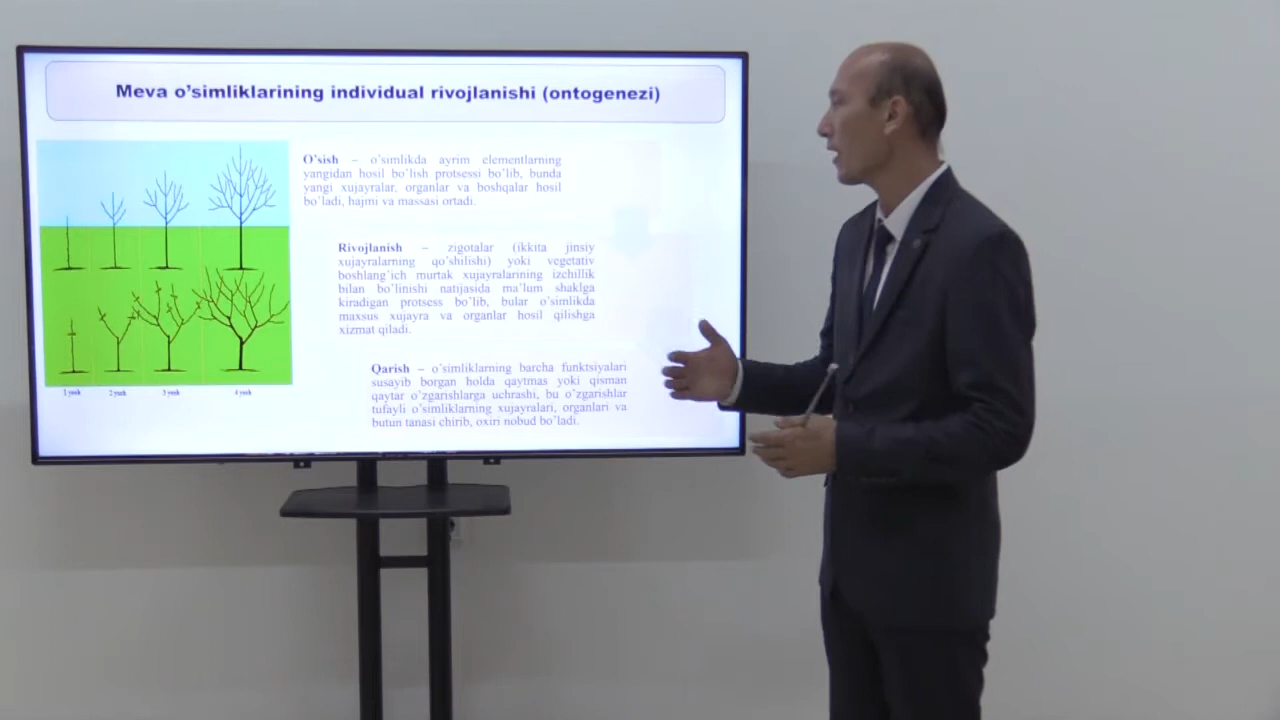 Meva o’simliklarining individual rivojlanishi (ontogenezi)
O’sish – o’simlikda ayrim elementlarning
yangidan hosil bo’lish protsessi bo’lib, bunda
yangi xujayralar, organlar va boshqalar hosil
bo’ladi, hajmi va massasi ortadi.
Rivojlanish – zigotalar (ikkita jinsiy
xujayralarning qo’shilishi) yoki vegetativ
boshlang’ich murtak xujayralarining izchillik
bilan bo’linishi natijasida ma’lum shaklga
kiradigan protsess bo’lib, bular o’simlikda
maxsus xujayra va organlar hosil qilishga
xizmat qiladi.
Qarish – o’simliklarning barcha funktsiyalari
susayib borgan holda qaytmas yoki qisman
qaytar o’zgarishlarga uchrashi, bu o’zgarishlar
tufayli o’simliklarning xujayralari, organlari va
butun tanasi chirib, oxiri nobud bo’ladi.
1 2 3 4